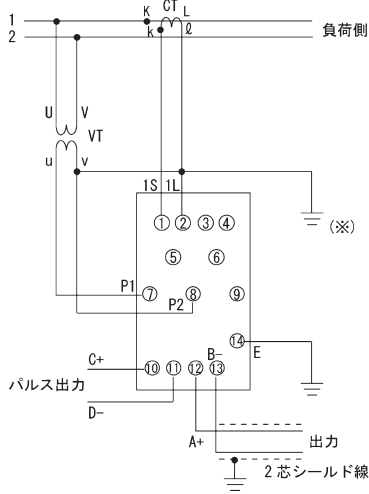 CT
K L
1
k ℓ
2
負荷側
U V
VT
u v
1S 1L
① ② ③ ④
(※)
⑤ ⑥
P1 ⑦ ⑧ ⑨
P2
⑭
E
B-
C+ ⑩ ⑪ ⑫ ⑬
パルス出力
D-
A+
出力
2芯シールド線